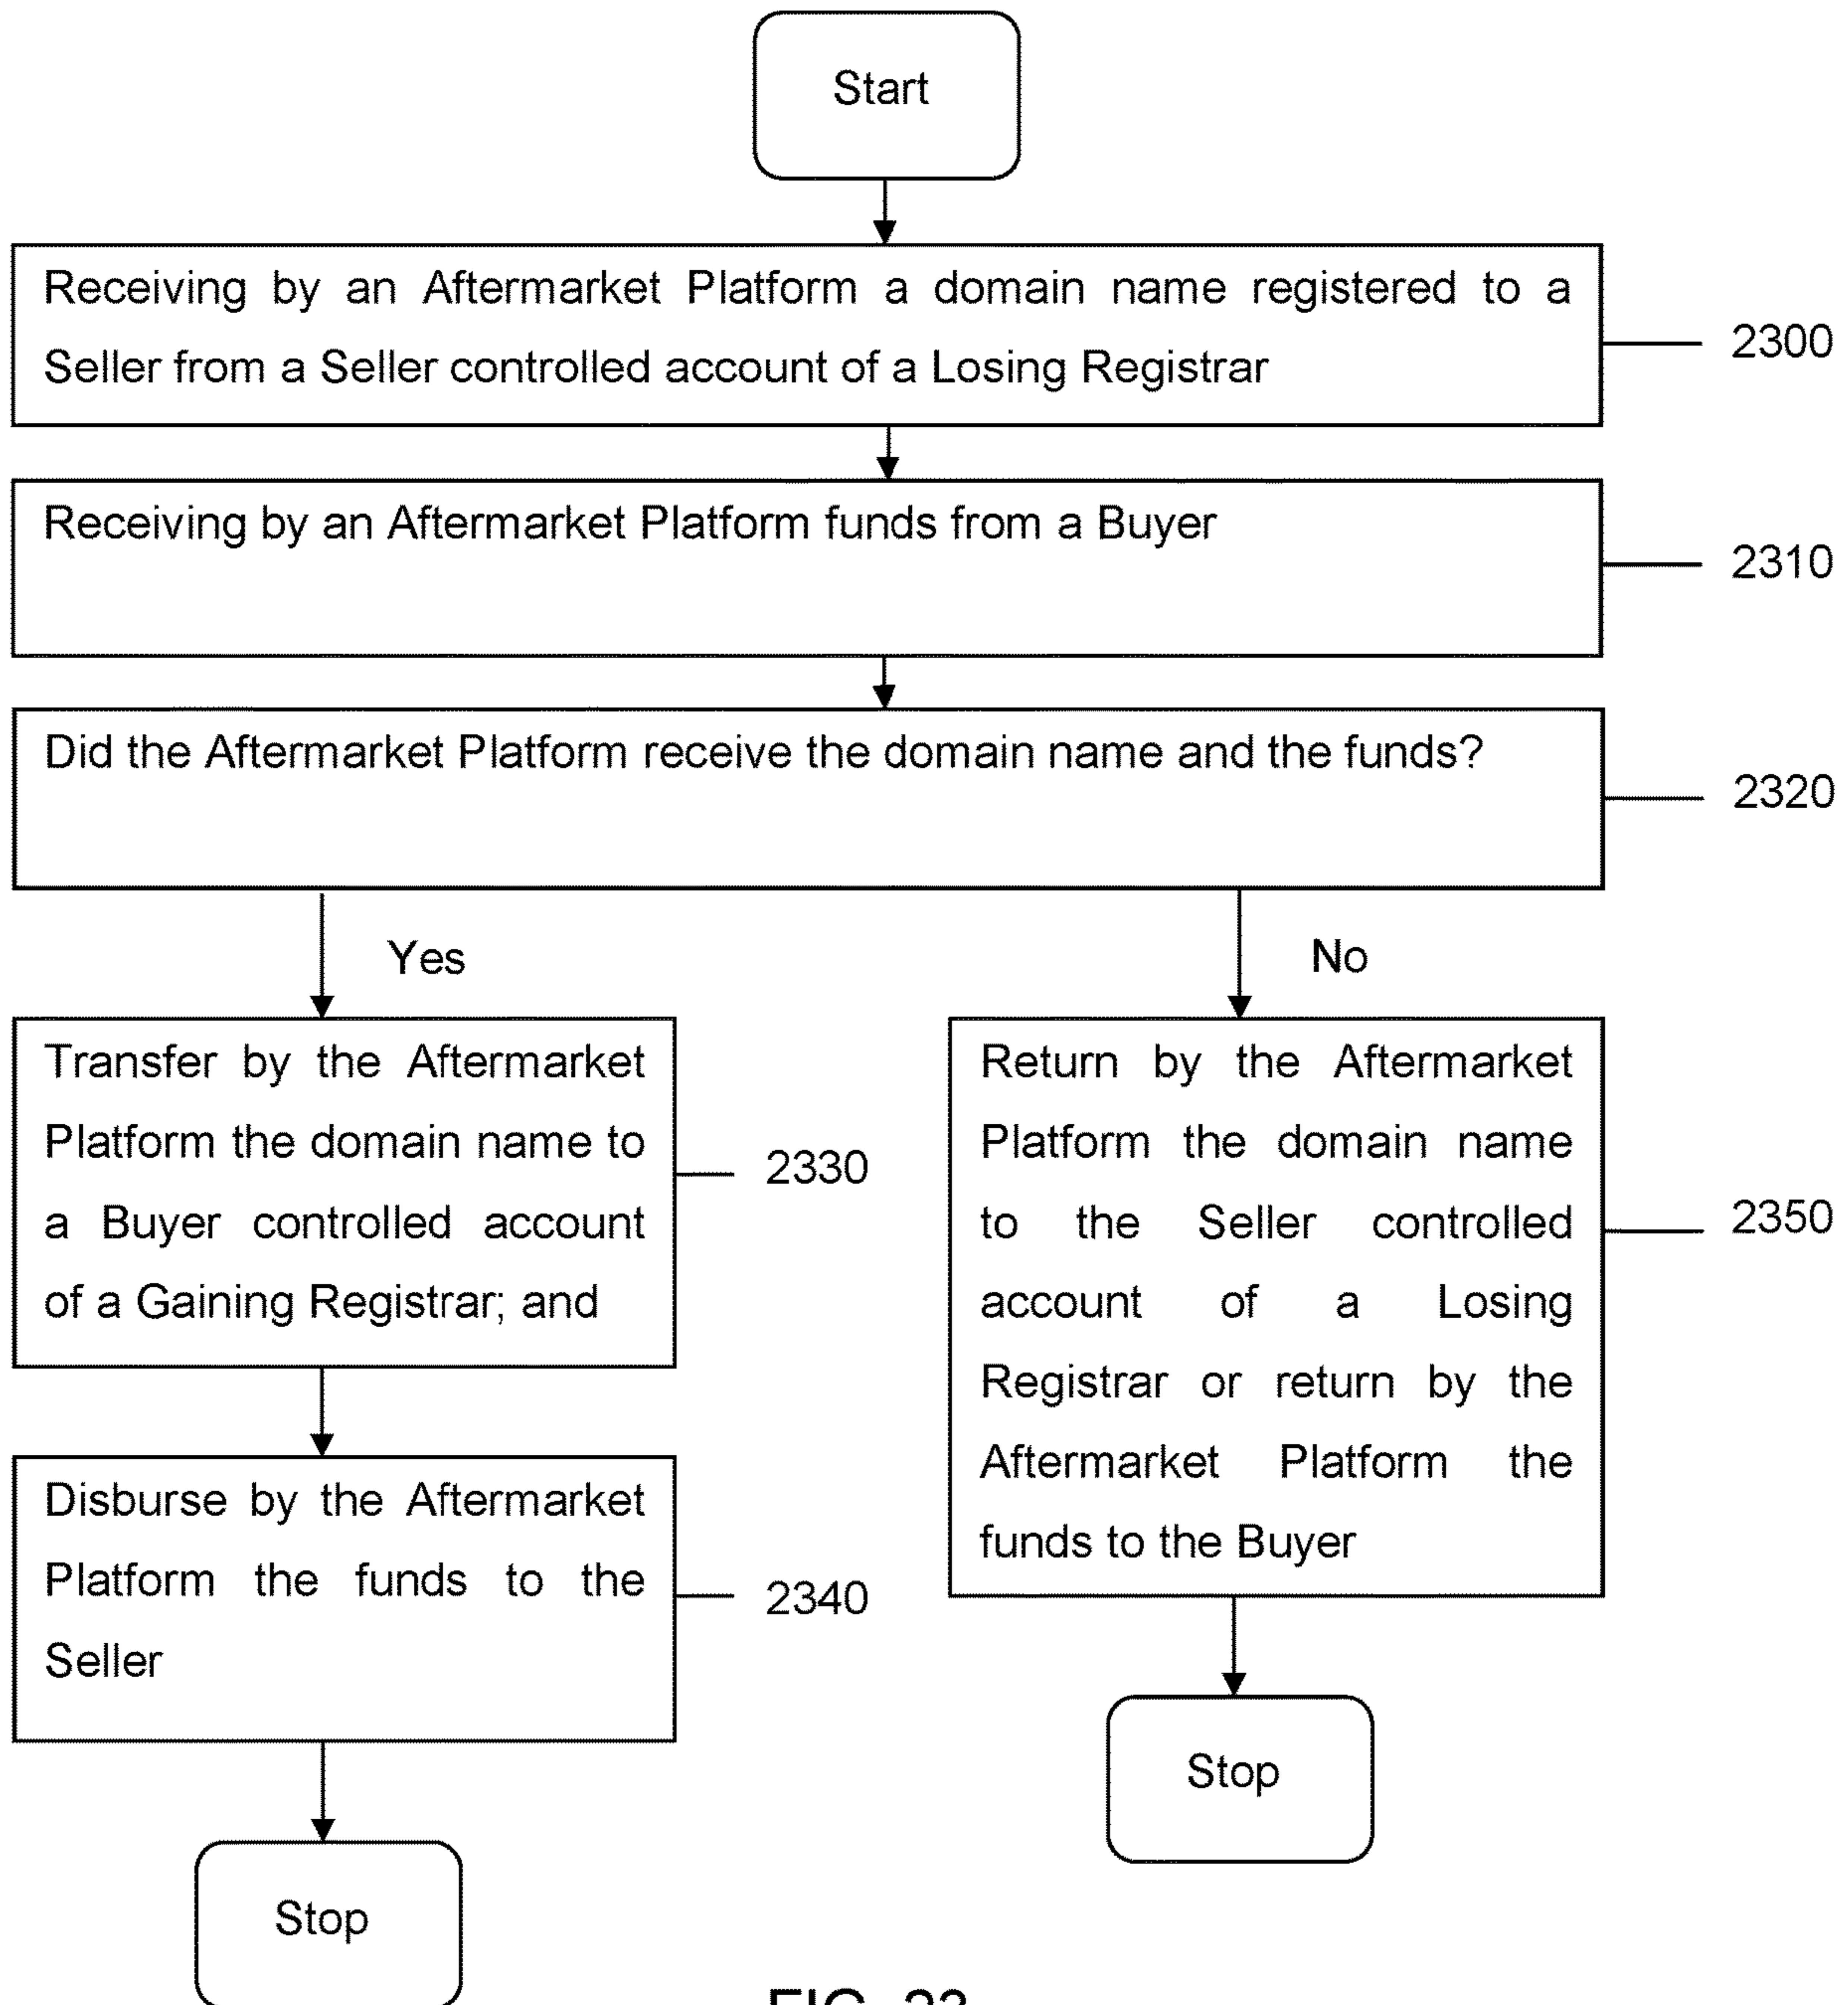 Start
Receiving by an Aftermarket Platform a domain name registered to a
Seller from a Seller controlled account of a Losing Registrar
2300
Receiving by an Aftermarket Platform funds from a Buyer
2310
Did the Aftermarket Platform receive the domain name and the funds?
2320
Yes
No
Transfer by the Aftermarket
Platform the domain name to
a Buyer controlled account
of a Gaining Registrar; and
2330
Return by the Aftermarket
Platform the domain name
to the Seller controlled
account of a Losing
Registrar or return by the
Aftermarket Platform the
funds to the Buyer
2350
Disburse by the Aftermarket
Platform the funds to the
Seller
2340
Stop
Stop
FIG. 23